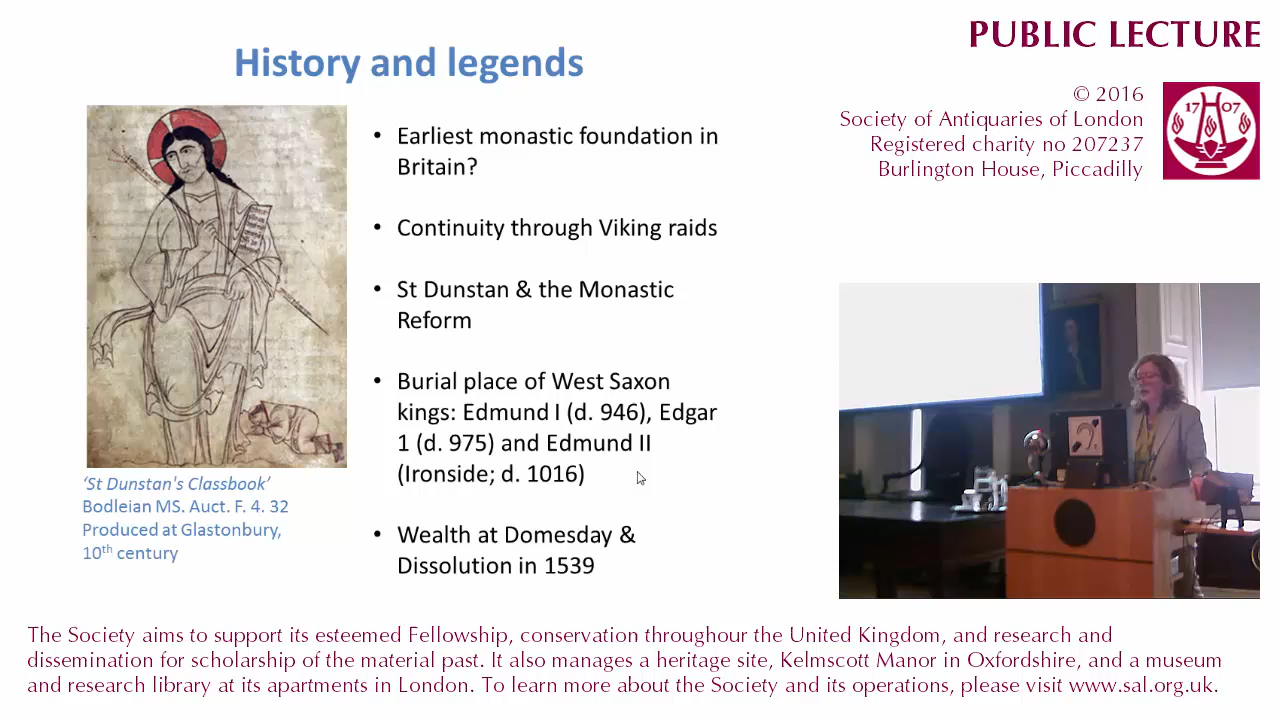 History and legends
• Earliest monastic foundation in
Britain?
• Continuity through Viking raids
• St Dunstan & the Monastic
Reform
• Burial place of West Saxon
kings: Edmund I (d. 946), Edgar
1 (d. 975) and Edmund II
(Ironside; d. 1016)
• Wealth at Domesday &
Dissolution in 1539
‘St Dunstan's Classbook’
Bodleian MS. Auct. F. 4. 32
Produced at Glastonbury,
10th century
PUBLIC LECTURE
© 2016
Society of Antiquaries of London
Registered charity no 207237
Burlington House, Piccadilly
17 07
The Society aims to support its esteemed Fellowship, conservation throughour the United Kingdom, and research and
dissemination for scholarship of the material past. It also manages a heritage site, Kelmscott Manor in Oxfordshire, and a museum
and research library at its apartments in London. To learn more about the Society and its operations, please visit www.sal.org.uk.